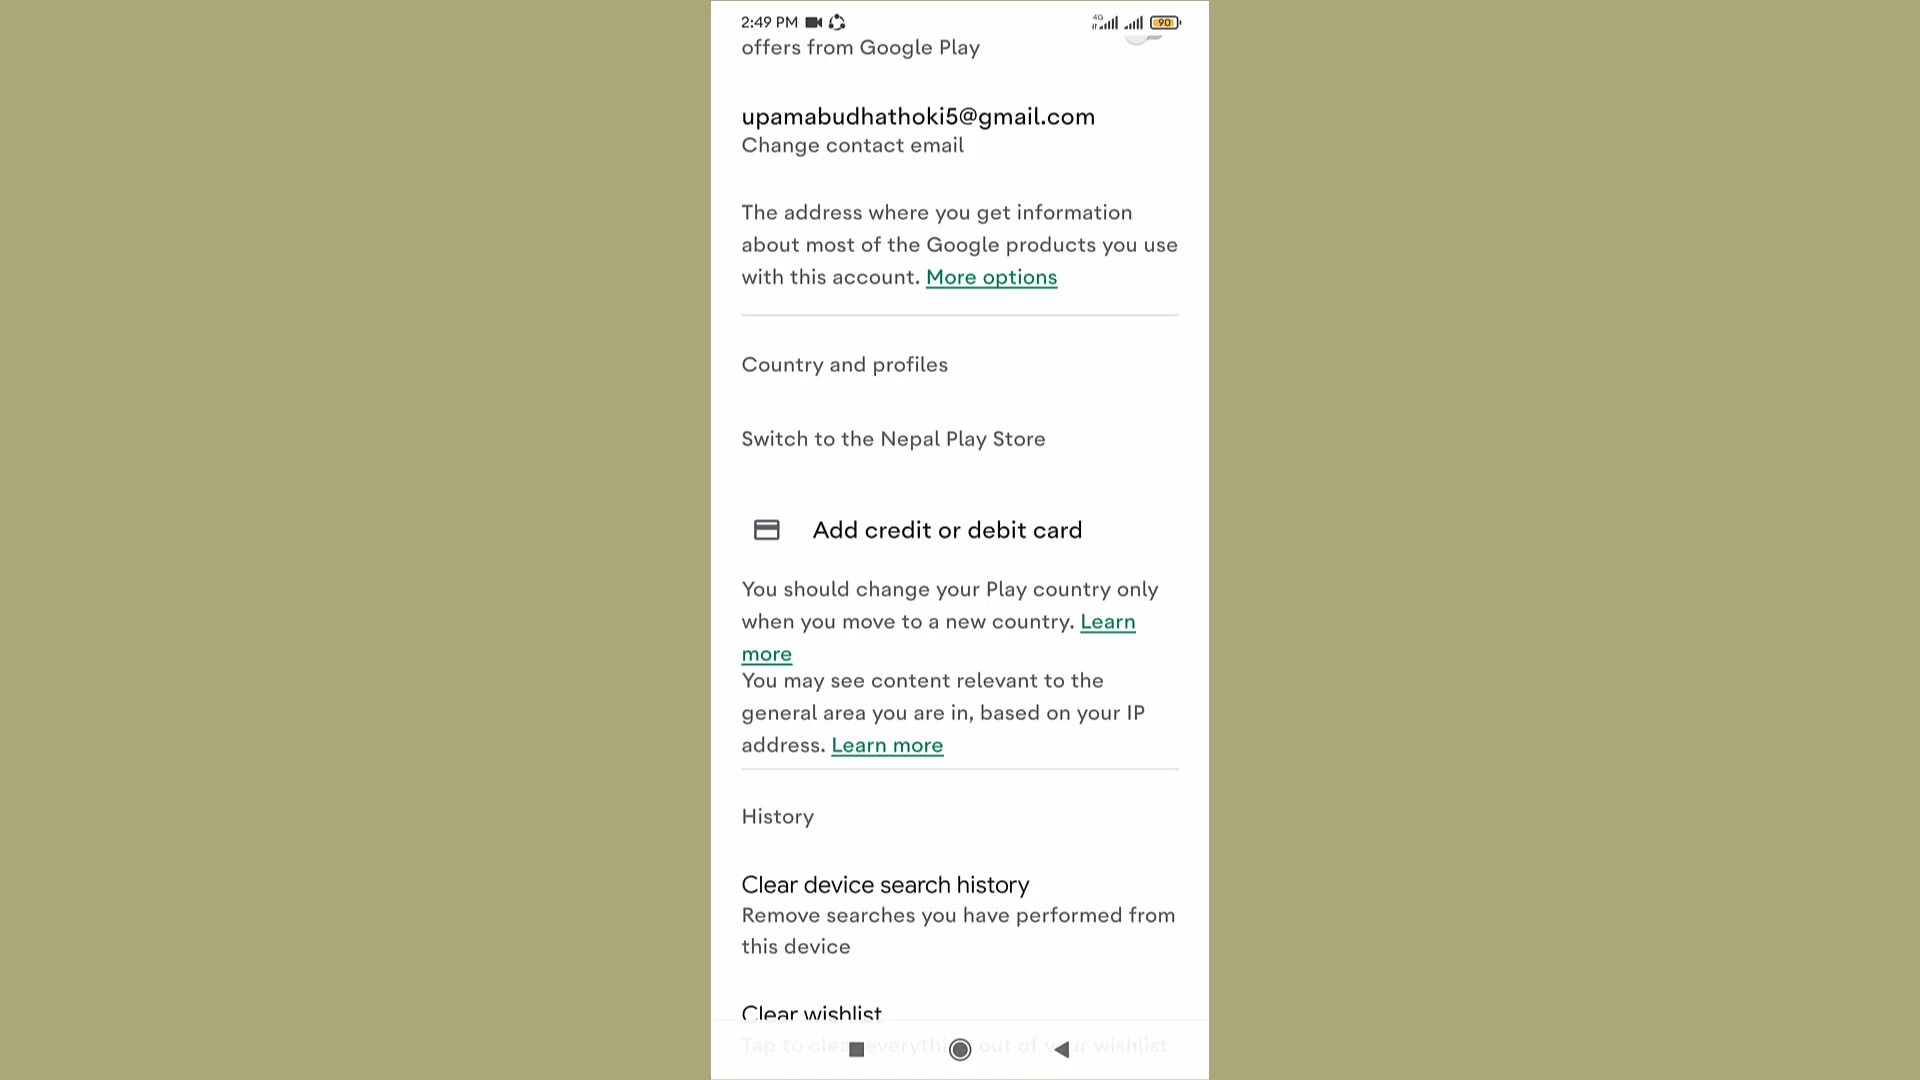 2:49 PM 4G 90
offers from Google Play
upamabudhathoki5@gmail.com
Change contact email
The address where you get information
about most of the Google products you use
with this account. More options
Country and profiles
Switch to the Nepal Play Store
Add credit or debit card
You should change your Play country only
when you move to a new country. Learn
more
You may see content relevant to the
general area you are in, based on your IP
address. Learn more
History
Clear device search history
Remove searches you have performed from
this device
Clear wishlist
Tap to clear everything out of your wishlist